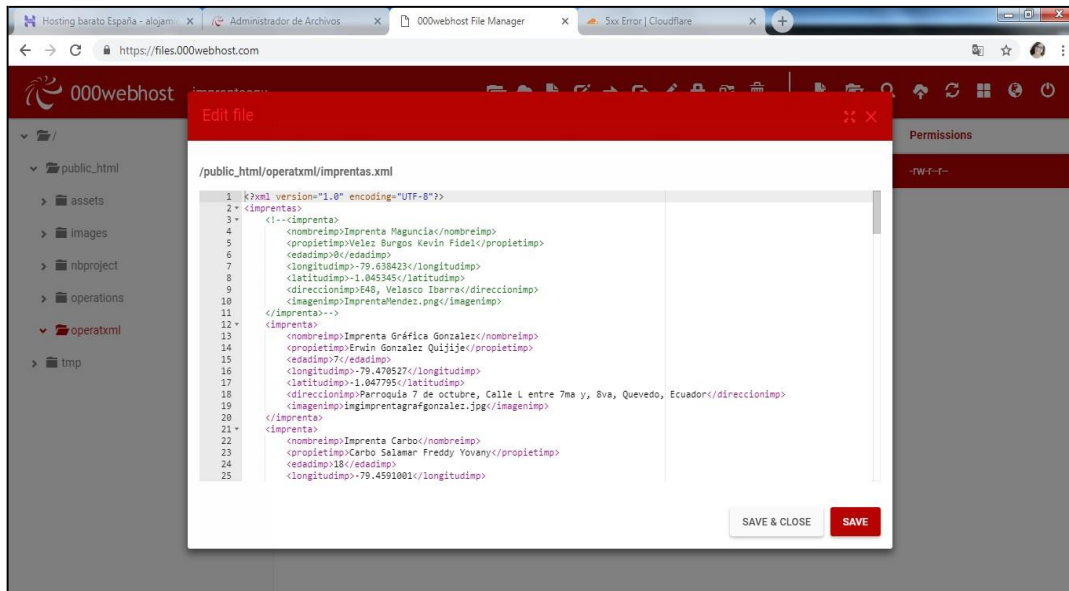 Hosting barato España - alojami
Administrador de Archivos
000webhost File Manager
5xx Error | Cloudflare
https://files.000webhost.com
000webhost
Edit file
Permissions
/
public_html
-rw-r--r--
assets
images
nbproject
operations
operatxml
tmp
/public_html/operatxml/imprentas.xml
1 <?xml version="1.0" encoding="UTF-8"?>
2 <imprentas>
3 <!--<imprenta>
4 <nombreimp>Imprenta Maguncia</nombreimp>
5 <propietimp>Velez Burgos Kevin Fidel</propietimp>
6 <edadimp>0</edadimp>
7 <longitudimp>-79.638423</longitudimp>
8 <latitudimp>-1.045345</latitudimp>
9 <direccionimp>E48, Velasco Ibarra</direccionimp>
10 <imagenimp>ImprentaMendez.png</imagenimp>
11 </imprenta>-->
12 <imprenta>
13 <nombreimp>Imprenta Gráfica Gonzalez</nombreimp>
14 <propietimp>Erwin Gonzalez Quijije</propietimp>
15 <edadimp>7</edadimp>
16 <longitudimp>-79.470527</longitudimp>
17 <latitudimp>-1.047795</latitudimp>
18 <direccionimp>Parroquia 7 de octubre, Calle L entre 7ma y, 8va, Quevedo, Ecuador</direccionimp>
19 <imagenimp>imgimprentagrafgonzalez.jpg</imagenimp>
20 </imprenta>
21 <imprenta>
22 <nombreimp>Imprenta Carbo</nombreimp>
23 <propietimp>Carbo Salamar Freddy Yovany</propietimp>
24 <edadimp>18</edadimp>
25 <longitudimp>-79.4591001</longitudimp>
SAVE & CLOSE
SAVE